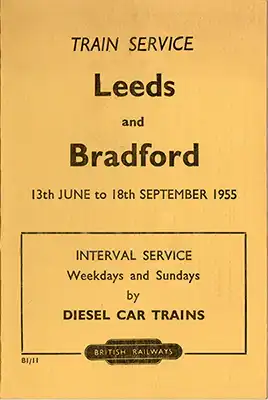 TRAIN SERVICE
Leeds
and
Bradford
13th JUNE to 18th SEPTEMBER 1955
INTERVAL SERVICE
Weekdays and Sundays
by
DIESEL CAR TRAINS
BRITISH RAILWAYS
B1/11